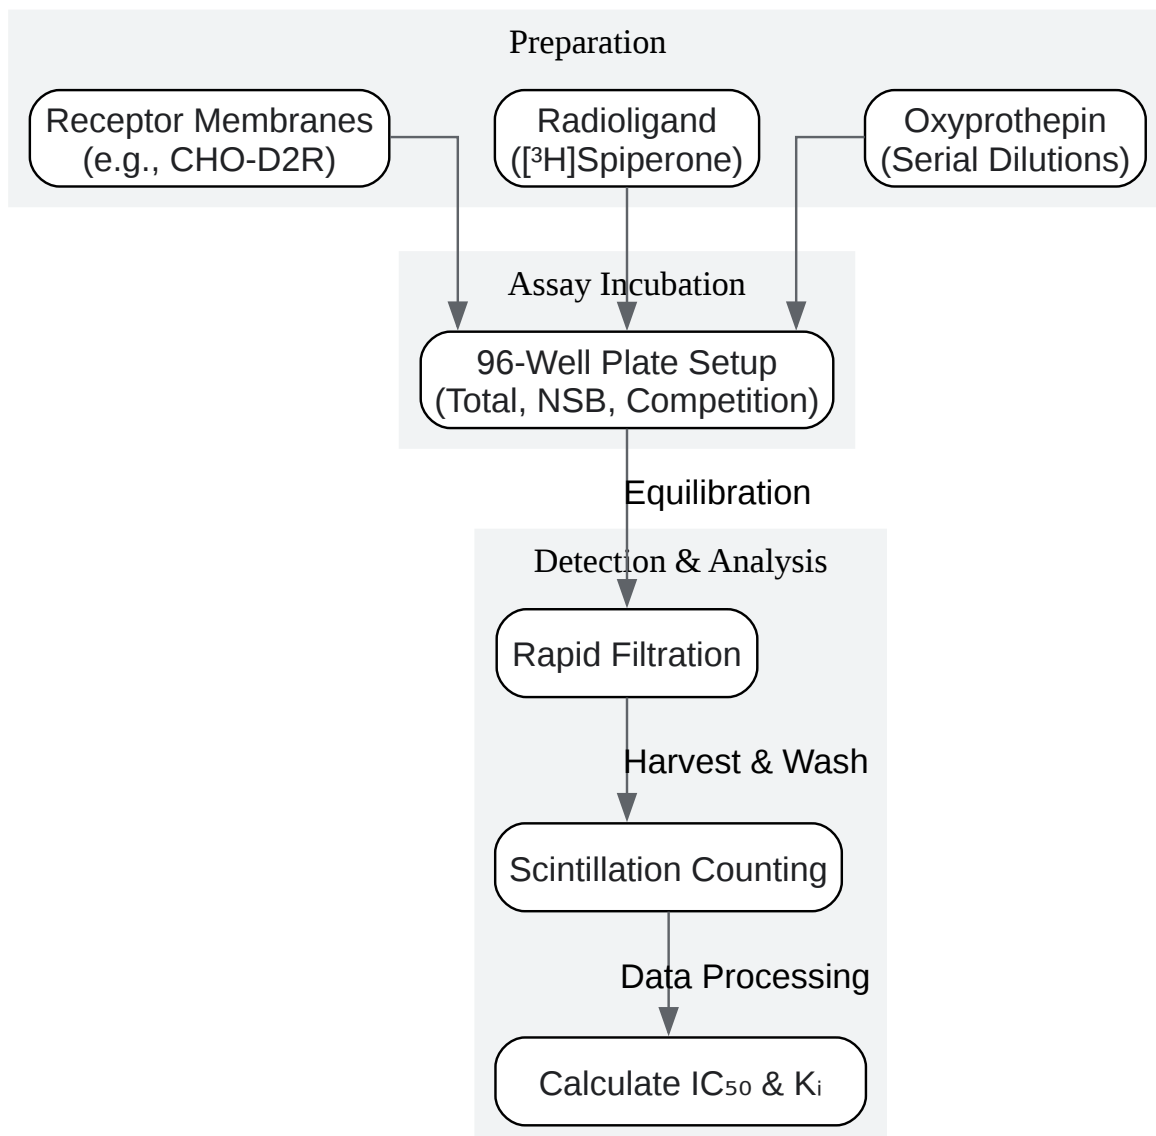 Preparation
Receptor Membranes
(e.g., CHO-D2R)
Radioligand
([³H]Spiperone)
Oxyprothepin
(Serial Dilutions)
Assay Incubation
96-Well Plate Setup
(Total, NSB, Competition)
Equilibration
Detection & Analysis
Rapid Filtration
Harvest & Wash
Scintillation Counting
Data Processing
Calculate IC₅₀ & Kᵢ